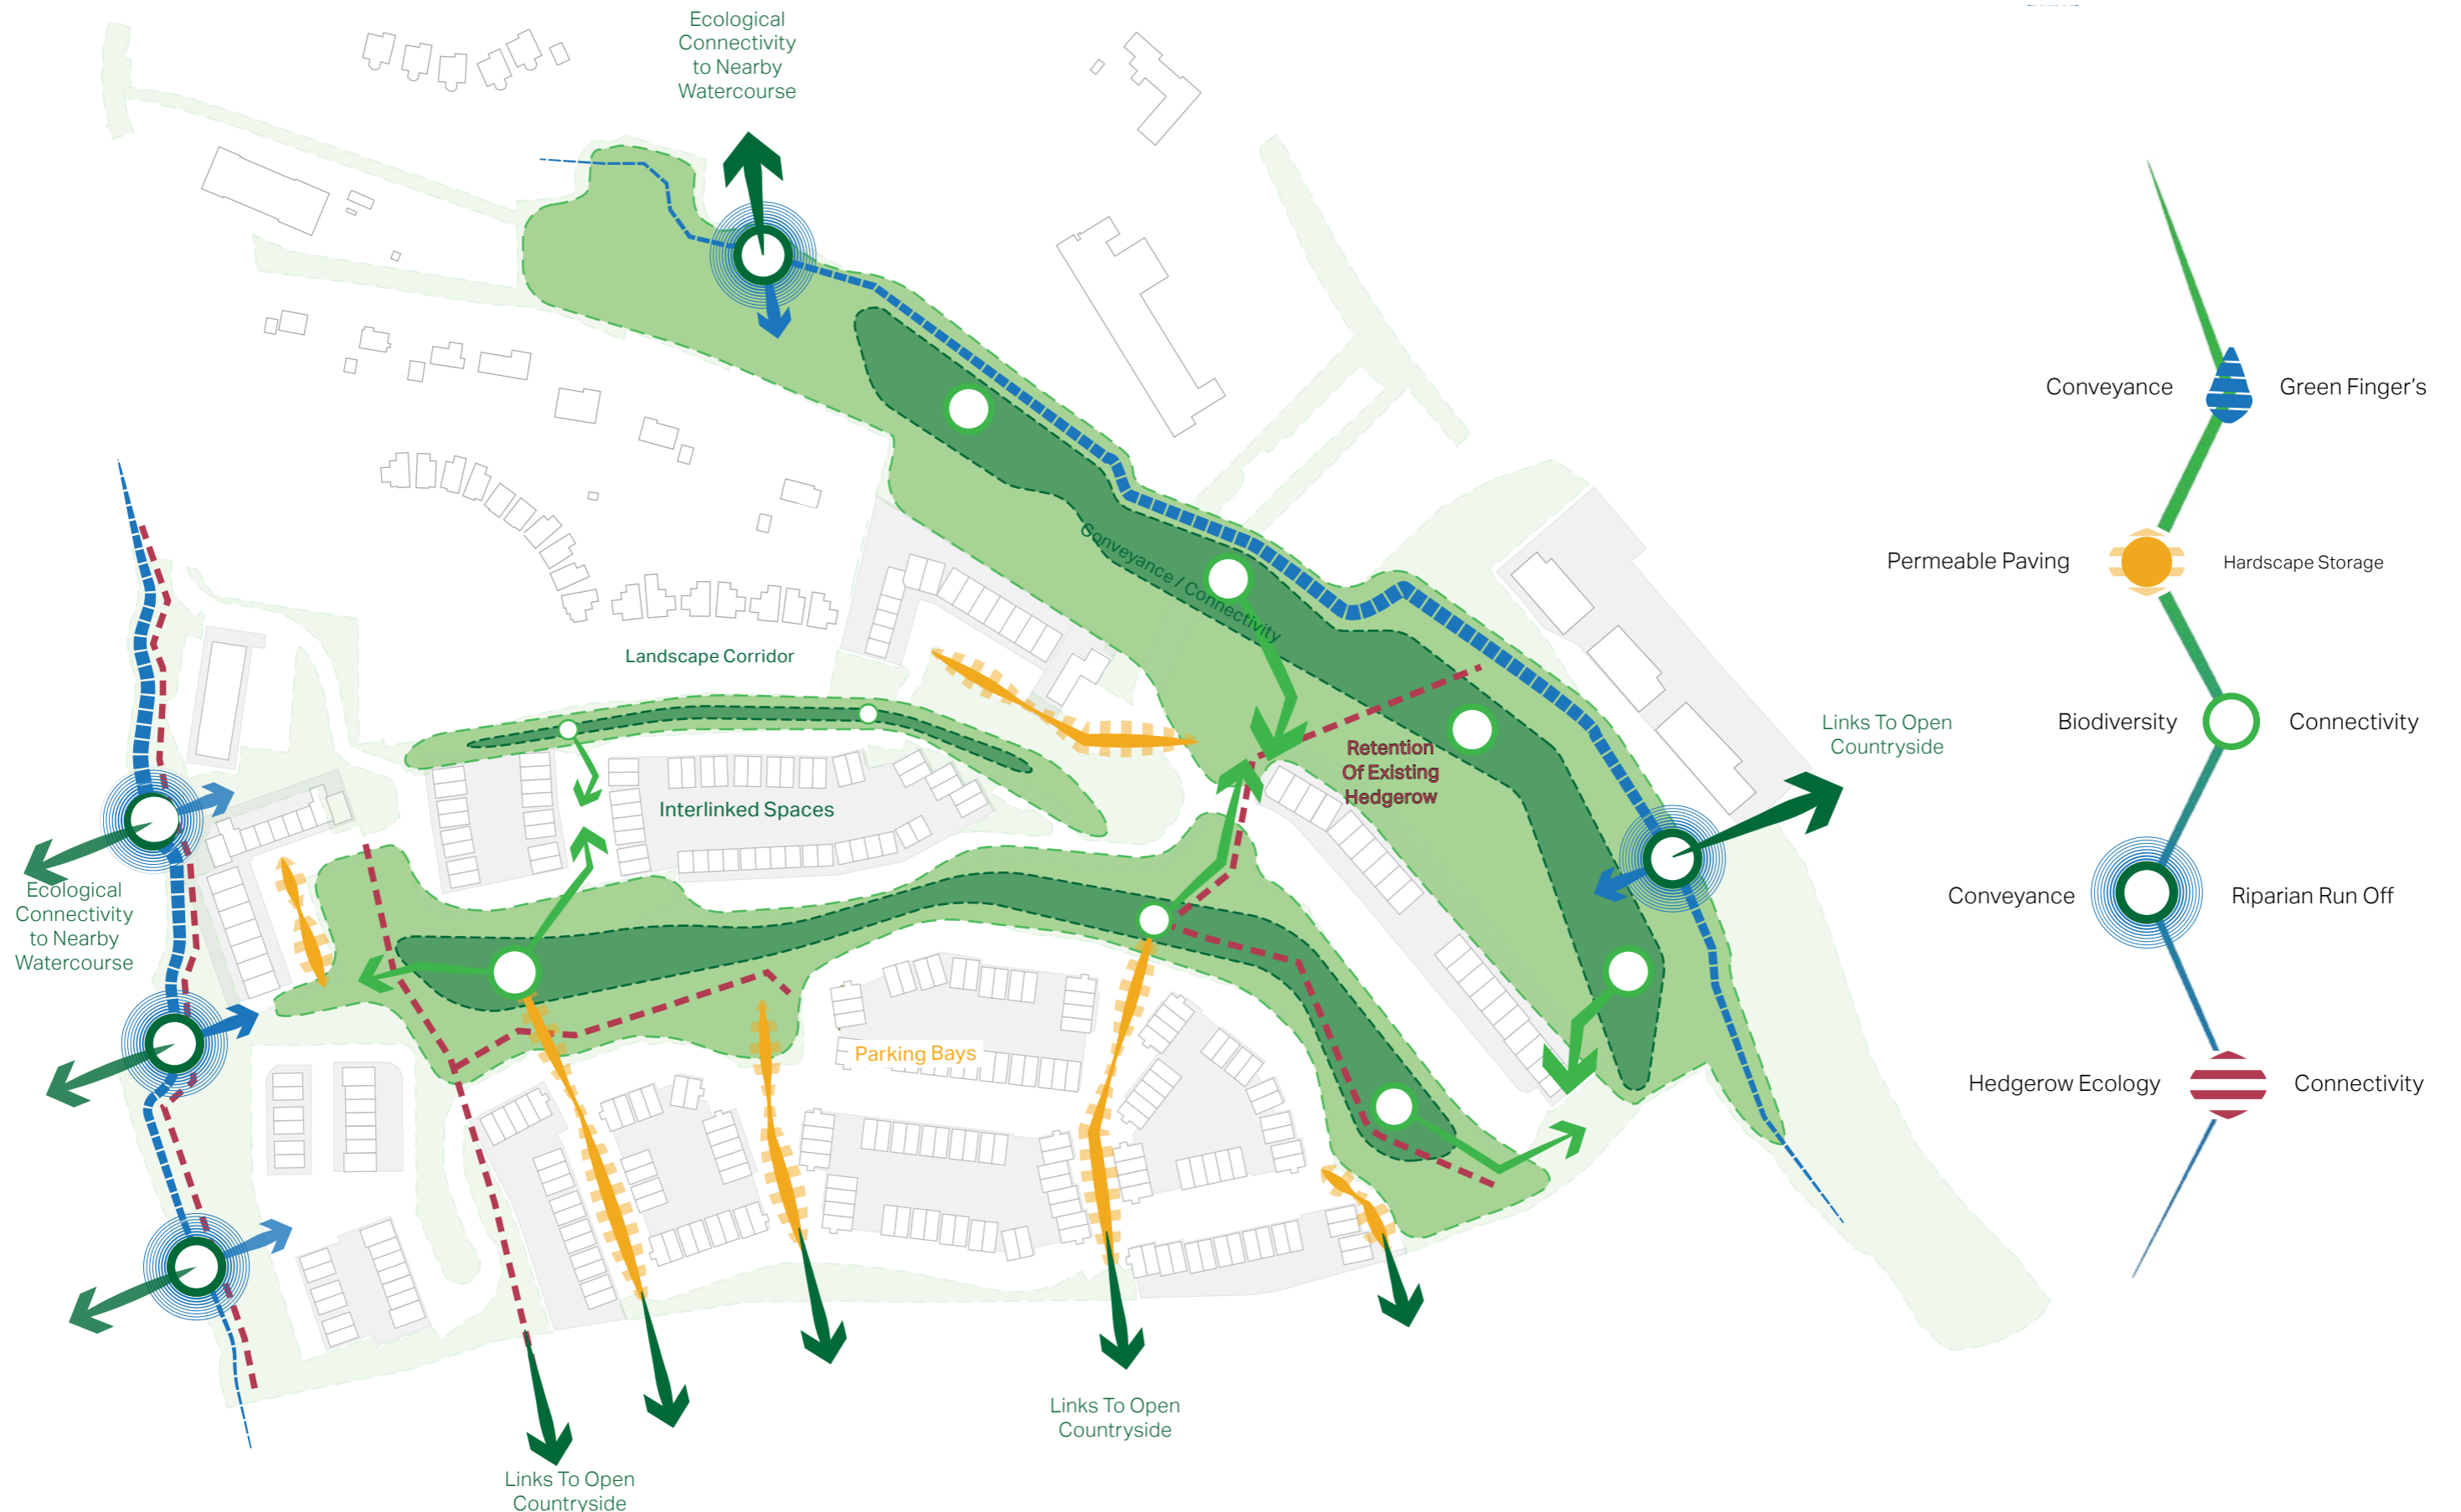 Ecological
Connectivity
to Nearby
Watercourse
Conveyance
Green Finger's
Conveyance / Connectivity
Permeable Paving
Hardscape Storage
Landscape Corridor
Biodiversity
Connectivity
Links To Open
Countryside
Retention
Of Existing
Hedgerow
Interlinked Spaces
Ecological
Connectivity
to Nearby
Watercourse
Conveyance
Riparian Run Off
Parking Bays
Hedgerow Ecology
Connectivity
Links To Open
Countryside
Links To Open
Countryside